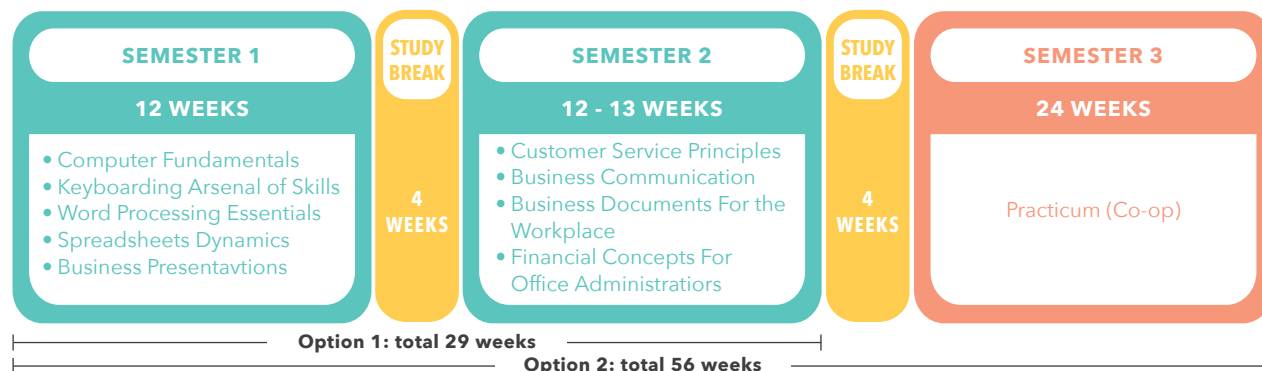 SEMESTER 1
12 WEEKS
• Computer Fundamentals
• Keyboarding Arsenal of Skills
• Word Processing Essentials
• Spreadsheets Dynamics
• Business Presentavtions
STUDY
BREAK
4
WEEKS
SEMESTER 2
12 - 13 WEEKS
• Customer Service Principles
• Business Communication
• Business Documents For the
Workplace
• Financial Concepts For
Office Administratiors
STUDY
BREAK
4
WEEKS
SEMESTER 3
24 WEEKS
Practicum (Co-op)
Option 1: total 29 weeks
Option 2: total 56 weeks